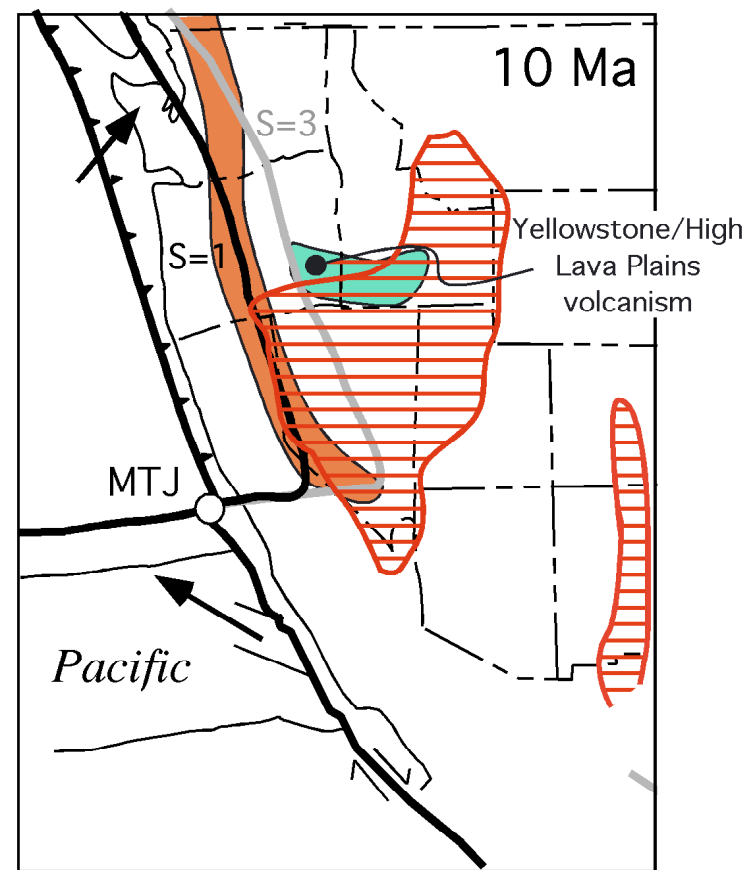 10 Ma
S=3
Yellowstone/High
Lava Plains
volcanism
S=1
MTJ
Pacific